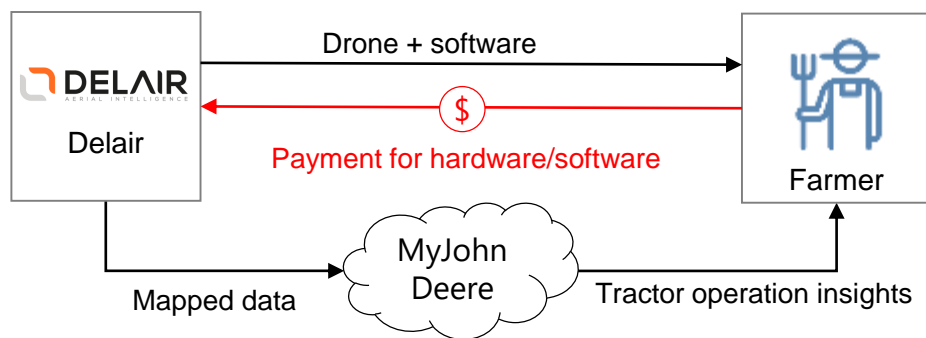 Drone + software
DELAIR
AERIAL INTELLIGENCE
$
Delair
Payment for hardware/software
Farmer
MyJohn
Deere
Mapped data
Tractor operation insights